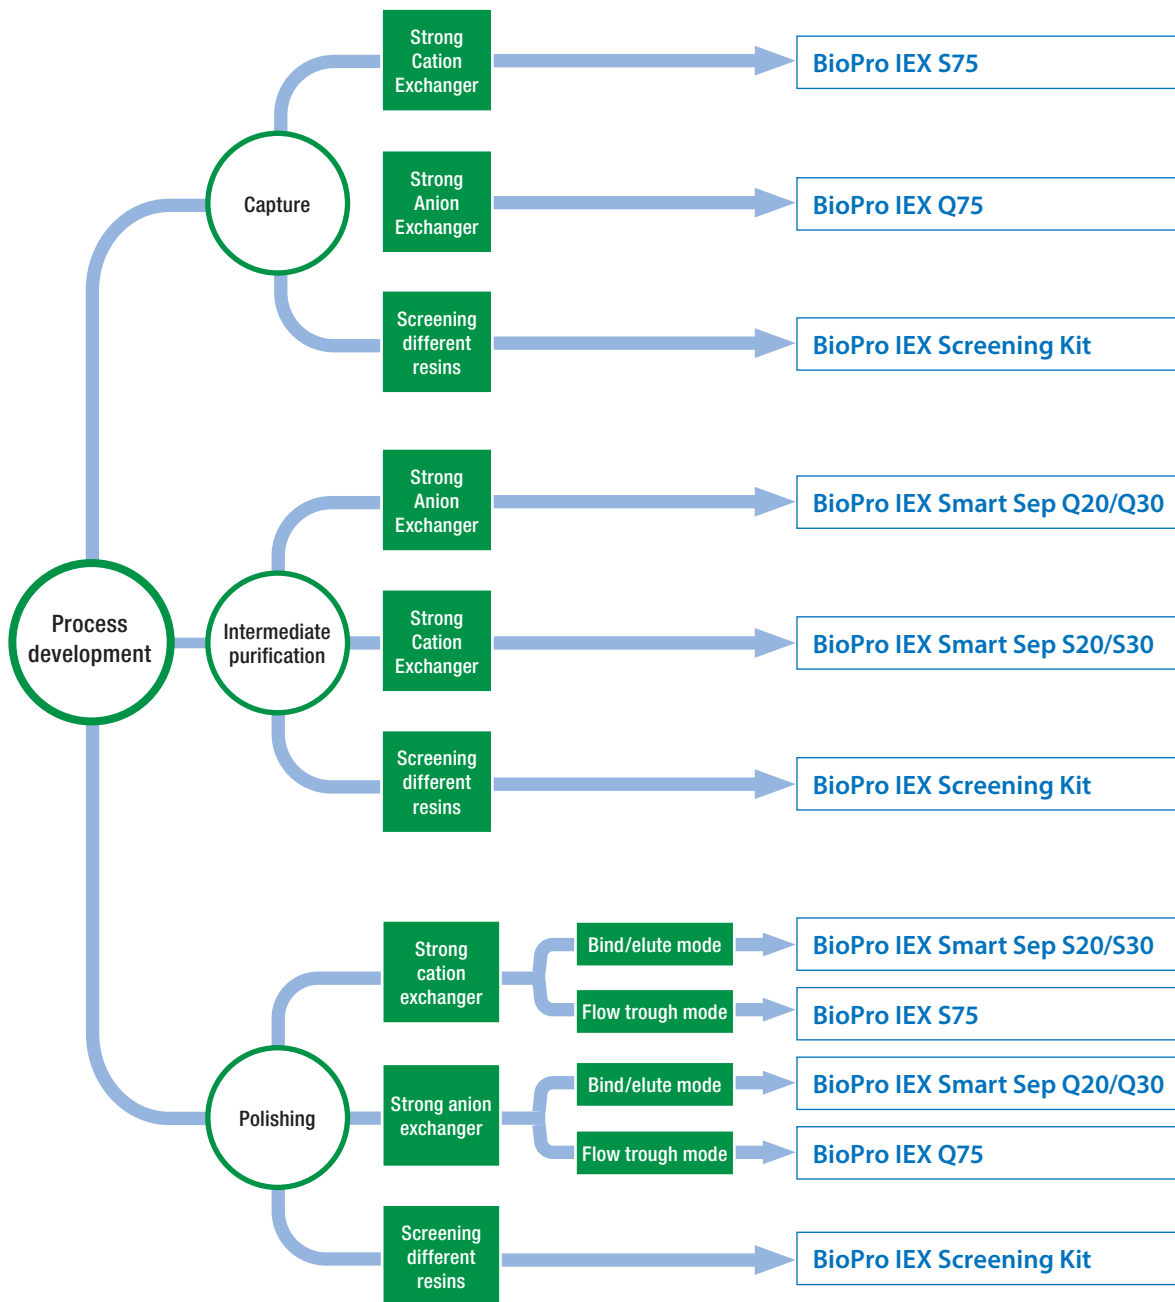 Process
development
Capture
Strong
Cation
Exchanger
BioPro IEX S75
Strong
Anion
Exchanger
BioPro IEX Q75
Screening
different
resins
BioPro IEX Screening Kit
Intermediate
purification
Strong
Anion
Exchanger
BioPro IEX Smart Sep Q20/Q30
Strong
Cation
Exchanger
BioPro IEX Smart Sep S20/S30
Screening
different
resins
BioPro IEX Screening Kit
Polishing
Strong
cation
exchanger
Bind/elute mode
BioPro IEX Smart Sep S20/S30
Flow trough mode
BioPro IEX S75
Strong anion
exchanger
Bind/elute mode
BioPro IEX Smart Sep Q20/Q30
Flow trough mode
BioPro IEX Q75
Screening
different
resins
BioPro IEX Screening Kit